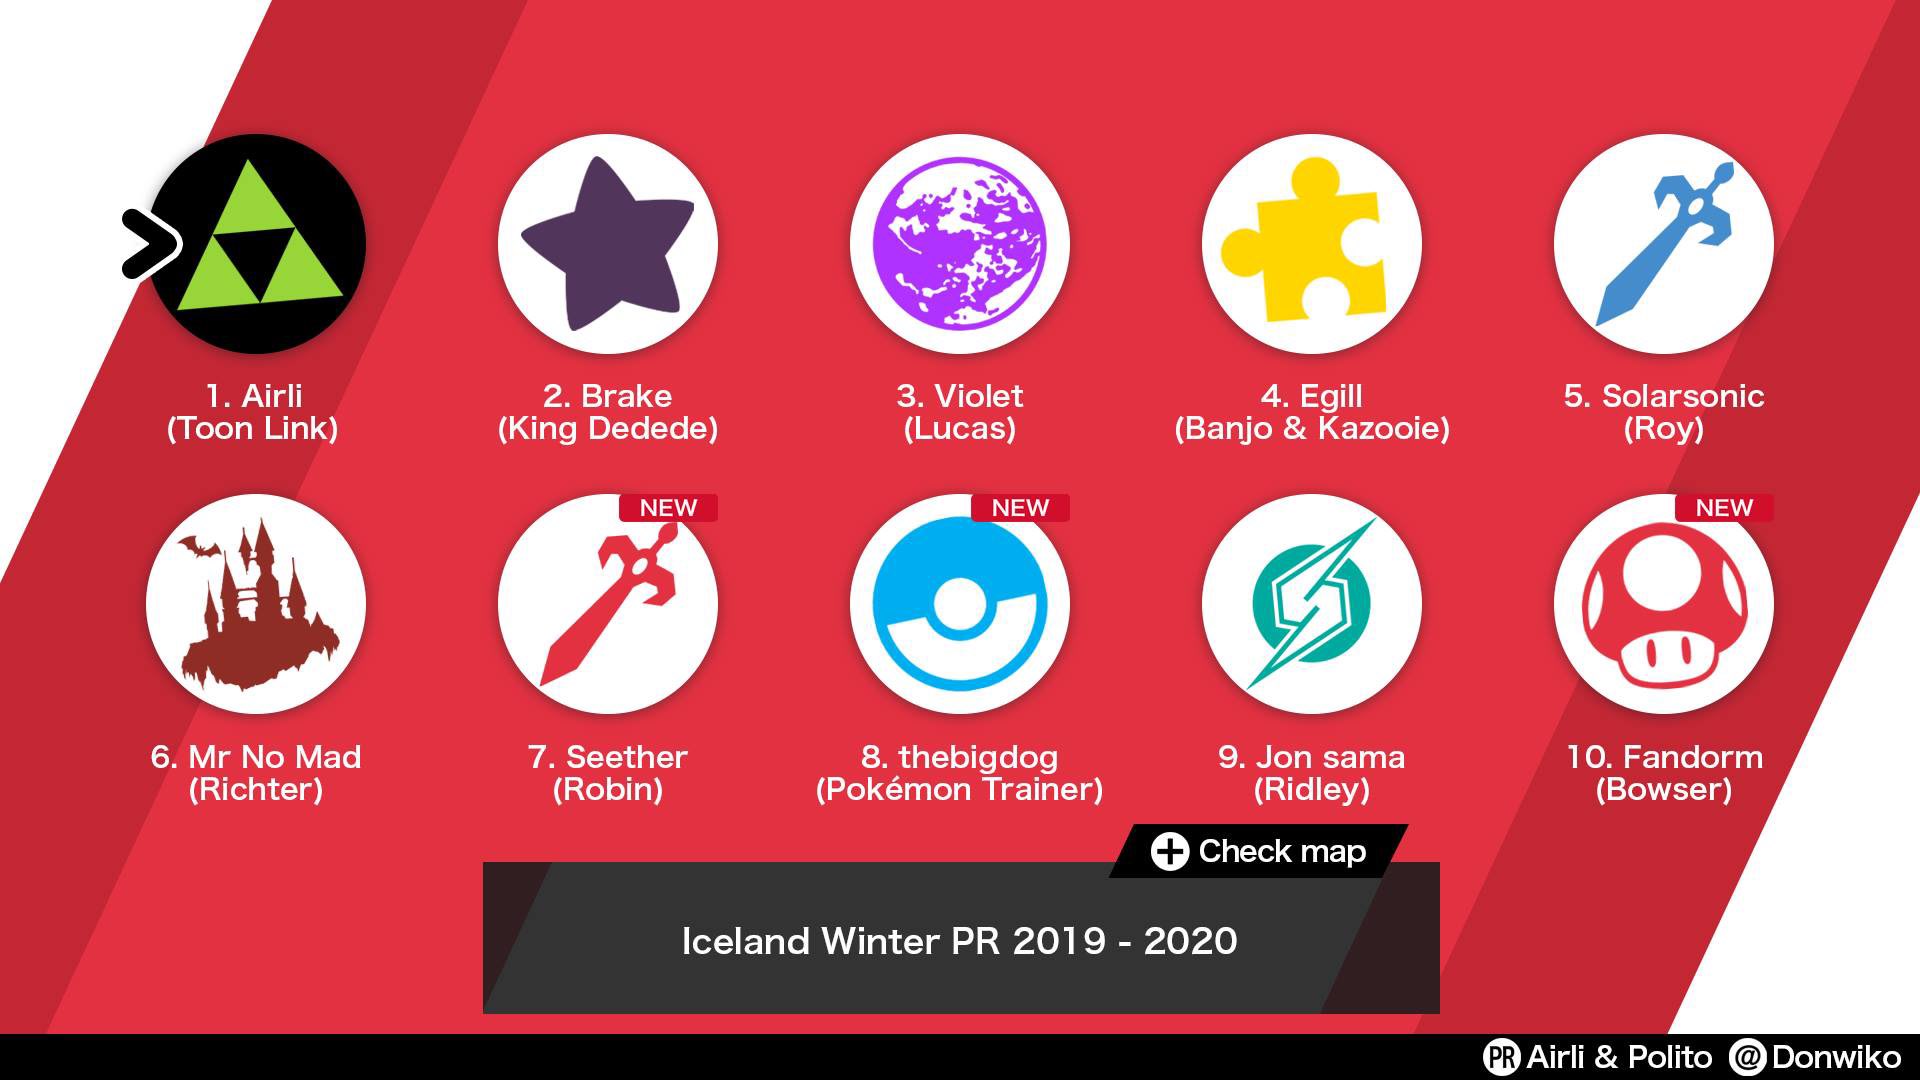 1. Airli
(Toon Link)
2. Brake
(King Dedede)
3. Violet
(Lucas)
4. Egill
(Banjo & Kazooie)
5. Solarsonic
(Roy)
6. Mr No Mad
(Richter)
NEW
7. Seether
(Robin)
NEW
8. thebigdog
(Pokémon Trainer)
9. Jon sama
(Ridley)
NEW
10. Fandorm
(Bowser)
Check map
Iceland Winter PR 2019 - 2020
PR Airli & Polito @ Donwiko